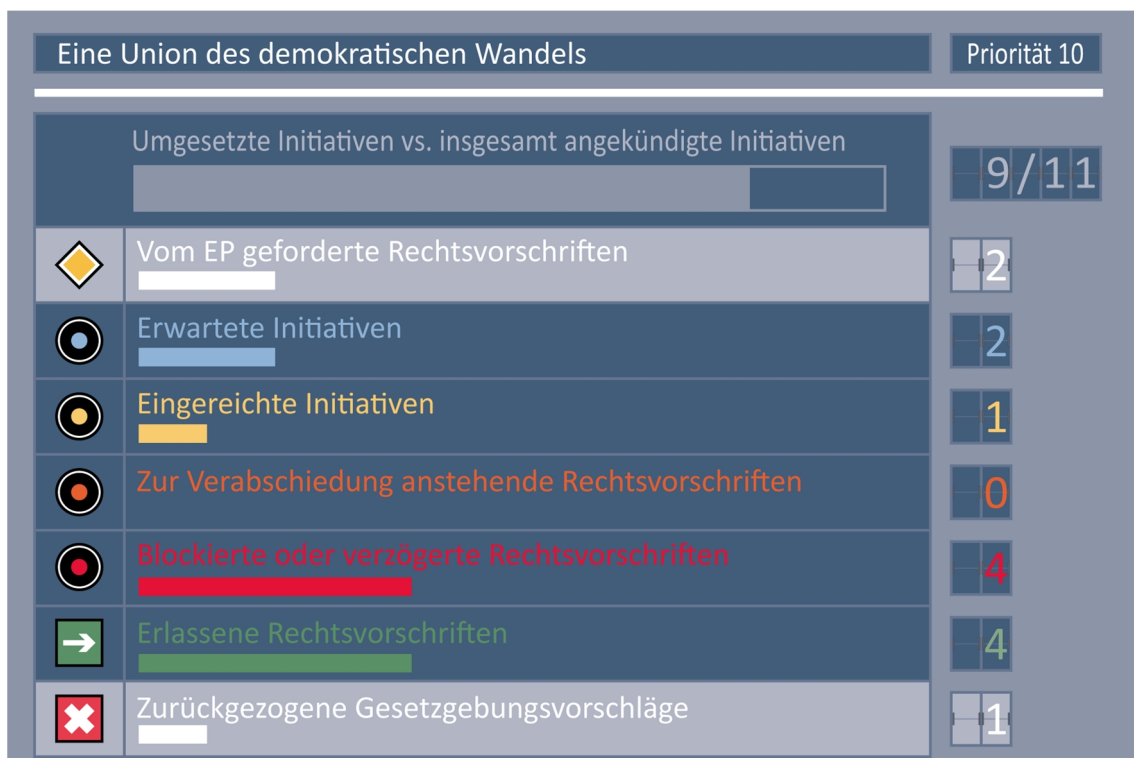 Eine Union des demokratischen Wandels
Priorität 10
Umgesetzte Initiativen vs. insgesamt angekündigte Initiativen
9/11
Vom EP geforderte Rechtsvorschriften
2
Erwartete Initiativen
2
Eingereichte Initiativen
1
Zur Verabschiedung anstehende Rechtsvorschriften
0
Blockierte oder verzögerte Rechtsvorschriften
4
Erlassene Rechtsvorschriften
4
Zurückgezogene Gesetzgebungsvorschläge
1